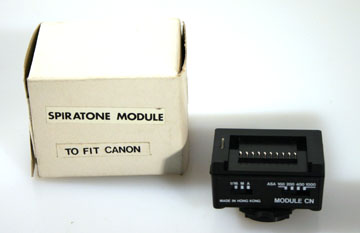 SPIRATONE MODULE
TO FIT CANON
ASA 100 200 400 1000
MODULE CN
MADE IN HONG KONG